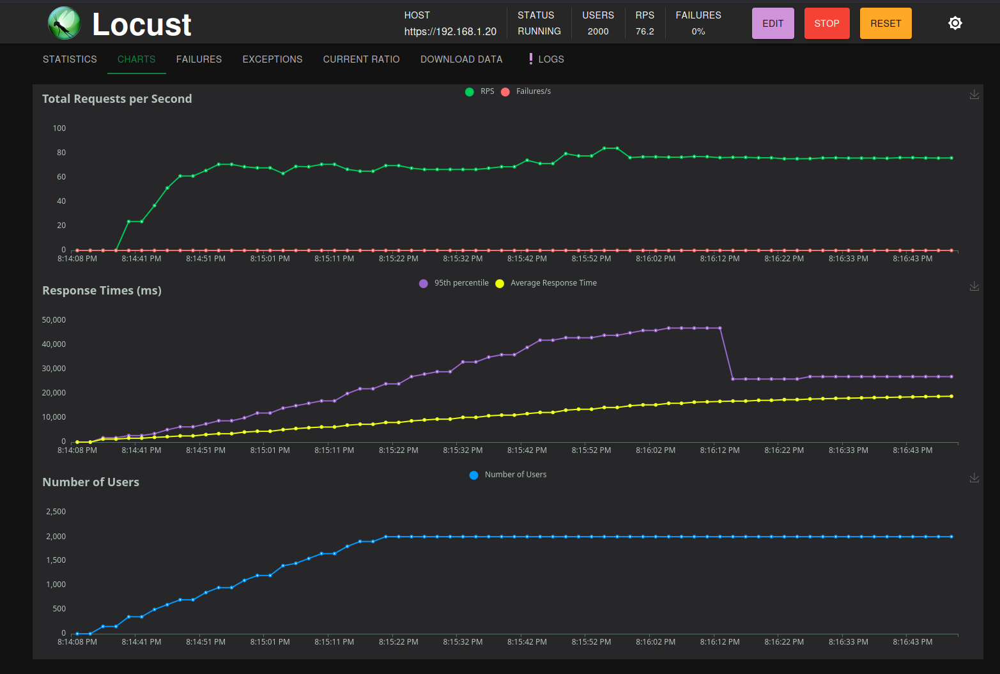 Locust
HOST
https://192.168.1.20
STATUS
RUNNING
USERS
2000
RPS
76.2
FAILURES
0%
EDIT
STOP
RESET
STATISTICS
CHARTS
FAILURES
EXCEPTIONS
CURRENT RATIO
DOWNLOAD DATA
! LOGS
Total Requests per Second
RPS
Failures/s
100
80
60
40
20
0
8:14:08 PM 8:14:41 PM 8:14:51 PM 8:15:01 PM 8:15:11 PM 8:15:22 PM 8:15:32 PM 8:15:42 PM 8:15:52 PM 8:16:02 PM 8:16:12 PM 8:16:22 PM 8:16:33 PM 8:16:43 PM
Response Times (ms)
95th percentile
Average Response Time
50,000
40,000
30,000
20,000
10,000
0
8:14:08 PM 8:14:41 PM 8:14:51 PM 8:15:01 PM 8:15:11 PM 8:15:22 PM 8:15:32 PM 8:15:42 PM 8:15:52 PM 8:16:02 PM 8:16:12 PM 8:16:22 PM 8:16:33 PM 8:16:43 PM
Number of Users
Number of Users
2,500
2,000
1,500
1,000
500
0
8:14:08 PM 8:14:41 PM 8:14:51 PM 8:15:01 PM 8:15:11 PM 8:15:22 PM 8:15:32 PM 8:15:42 PM 8:15:52 PM 8:16:02 PM 8:16:12 PM 8:16:22 PM 8:16:33 PM 8:16:43 PM